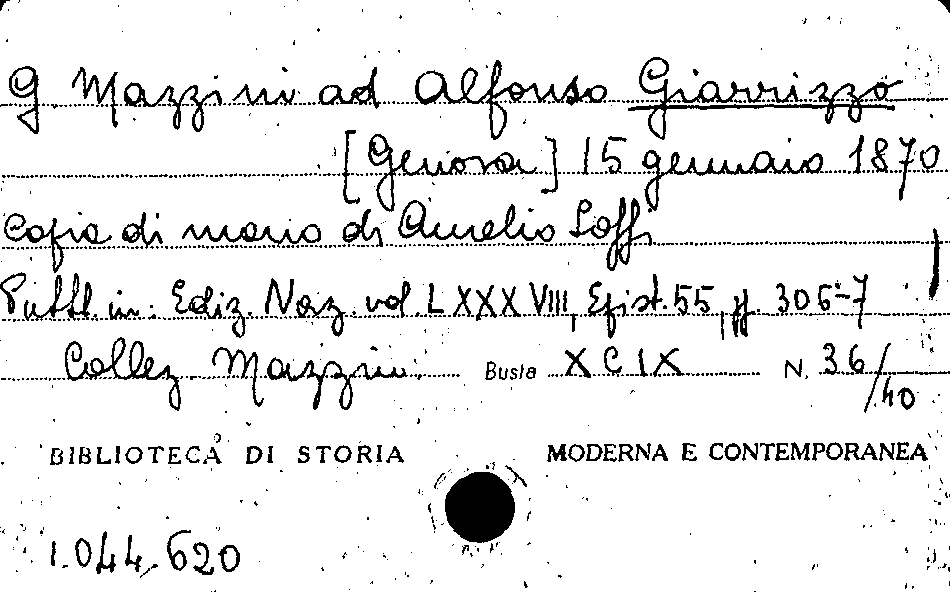 G. Mazzini ad Alfonso Giarrizzo
[Genova] 15 gennaio 1870
Copia di mano di Aurelio Saffi
Pubbl. in: Ediz. Naz. vol. LXXXVIII, Epist. 55, pp. 306-7
Collez. Mazzini. Busta XCIX N. 36/40
BIBLIOTECA DI STORIA MODERNA E CONTEMPORANEA
1.044.620